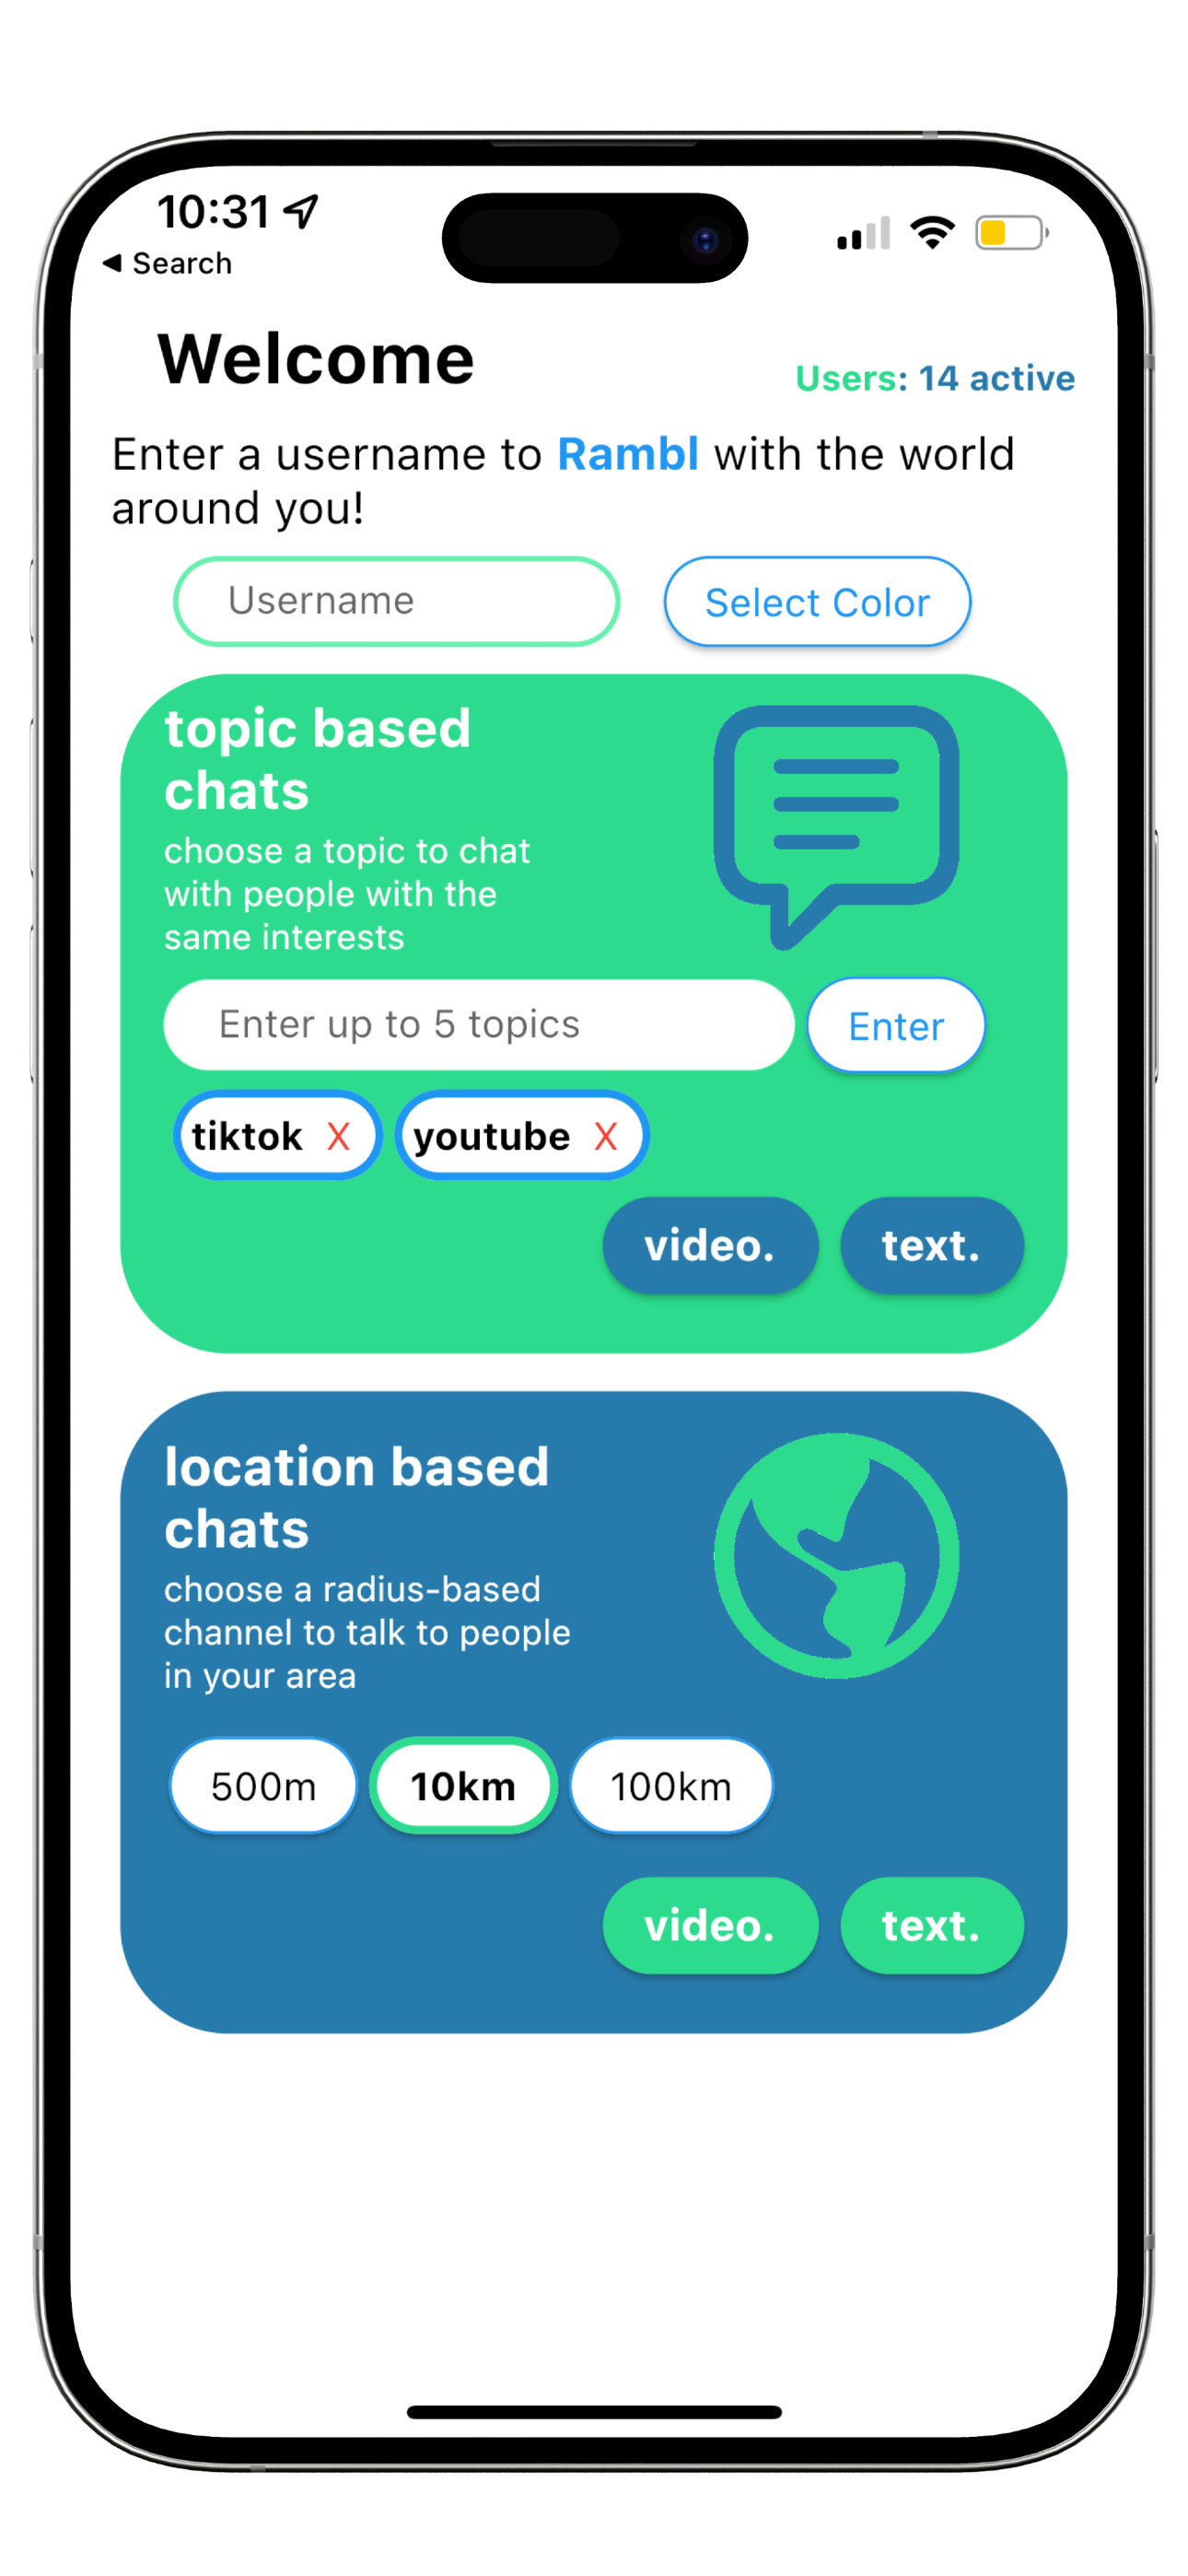 10:31
◀ Search
Welcome
Users: 14 active
Enter a username to Rambl with the world
around you!
Username
Select Color
topic based
chats
choose a topic to chat
with people with the
same interests
Enter up to 5 topics
Enter
tiktok X
youtube X
video.
text.
location based
chats
choose a radius-based
channel to talk to people
in your area
500m
10km
100km
video.
text.